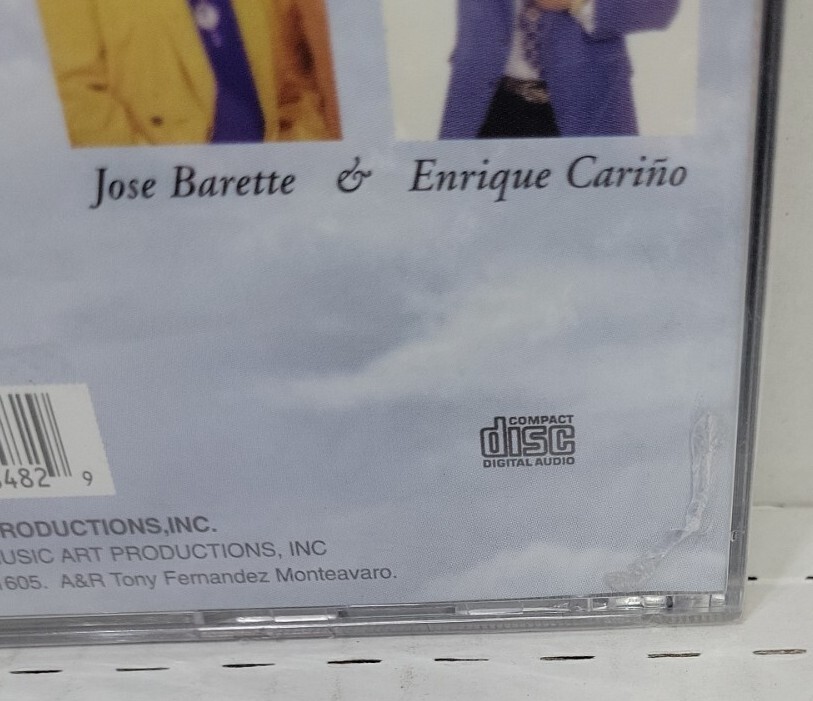 Jose Barette & Enrique Cariño
COMPACT
disc
DIGITAL AUDIO
482 9
RODUCTIONS,INC.
USIC ART PRODUCTIONS, INC
1605. A&R Tony Fernandez Monteavaro.